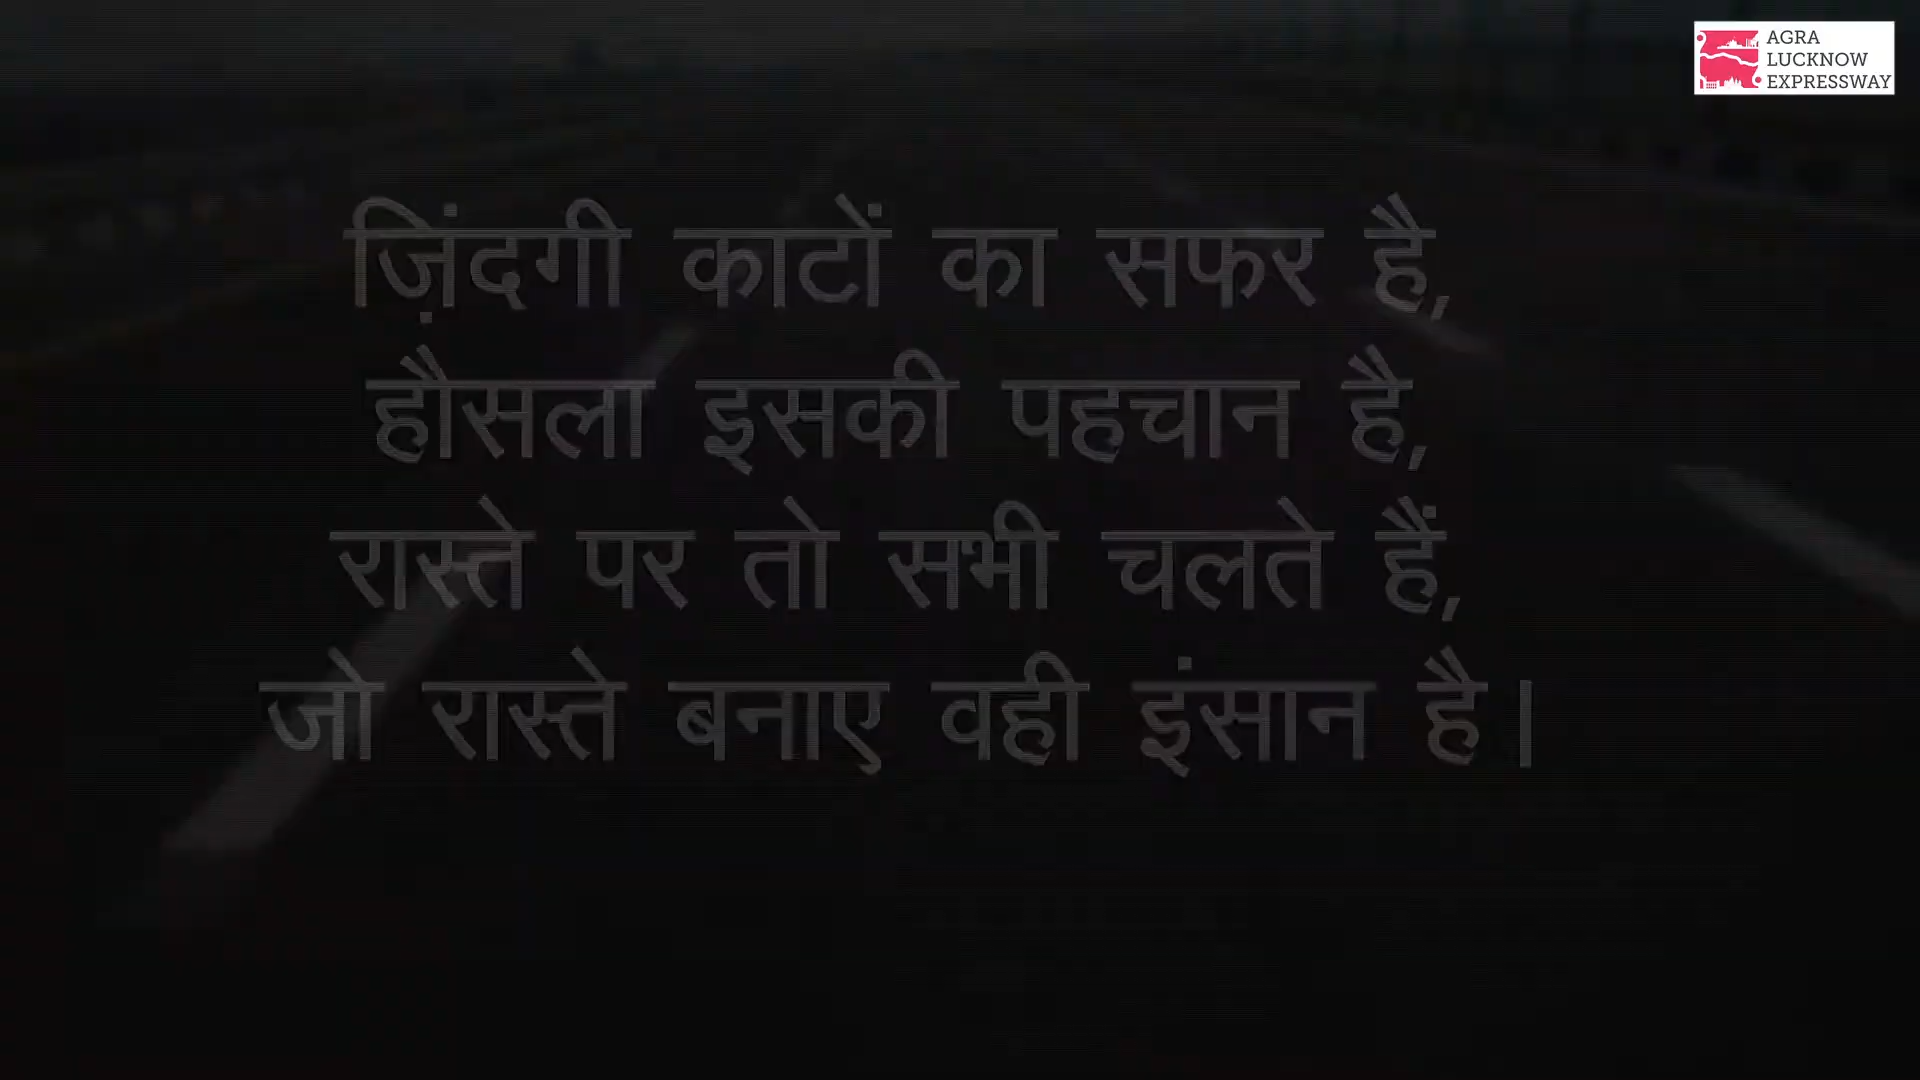 AGRA
LUCKNOW
EXPRESSWAY
ज़िंदगी काटों का सफर है,
हौसला इसकी पहचान है,
रास्ते पर तो सभी चलते हैं,
जो रास्ते बनाए वही इंसान है।